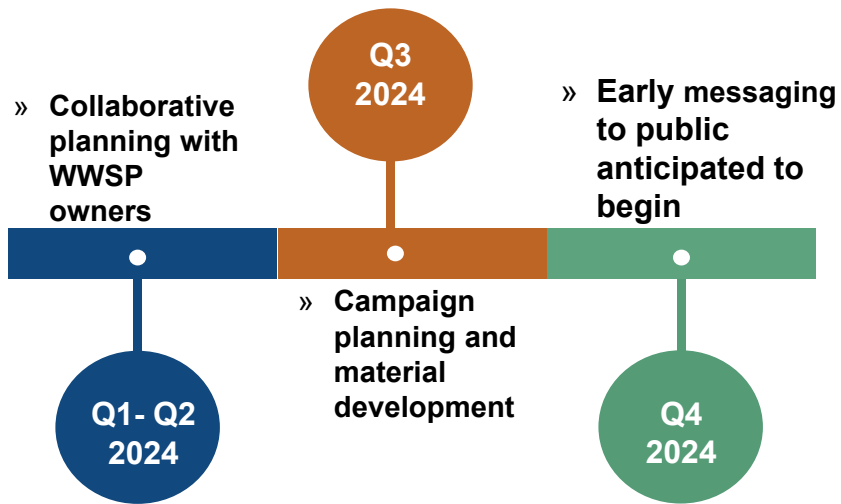 » Collaborative
planning with
WWSP
owners
Q1- Q2
2024
Q3
2024
» Campaign
planning and
material
development
» Early messaging
to public
anticipated to
begin
Q4
2024